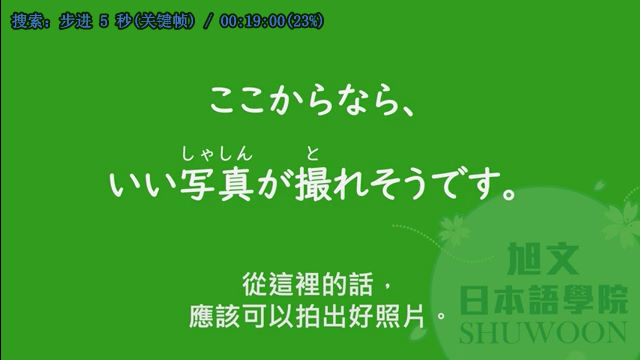 搜索: 步进 5 秒(关键帧) / 00:19:00(23%)
ここからなら、
しゃしん と
いい写真が撮れそうです。
從這裡的話，
應該可以拍出好照片。
旭文
日本語學院
SHUWOON